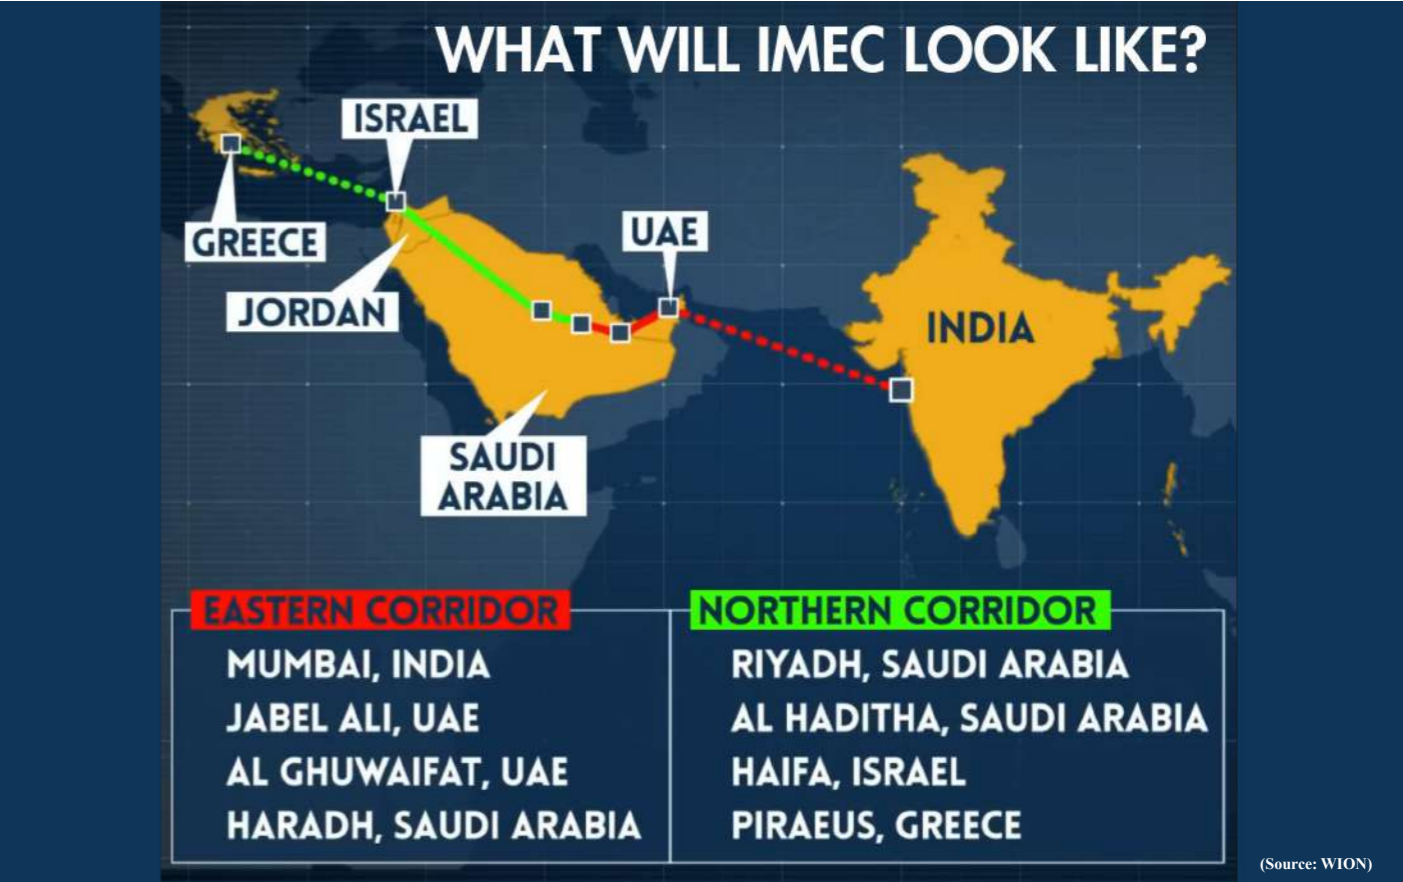 WHAT WILL IMEC LOOK LIKE?
ISRAEL
GREECE
UAE
JORDAN
INDIA
SAUDI
ARABIA
EASTERN CORRIDOR
MUMBAI, INDIA
JABEL ALI, UAE
AL GHUWAIFAT, UAE
HARADH, SAUDI ARABIA
NORTHERN CORRIDOR
RIYADH, SAUDI ARABIA
AL HADITHA, SAUDI ARABIA
HAIFA, ISRAEL
PIRAEUS, GREECE
(Source: WION)